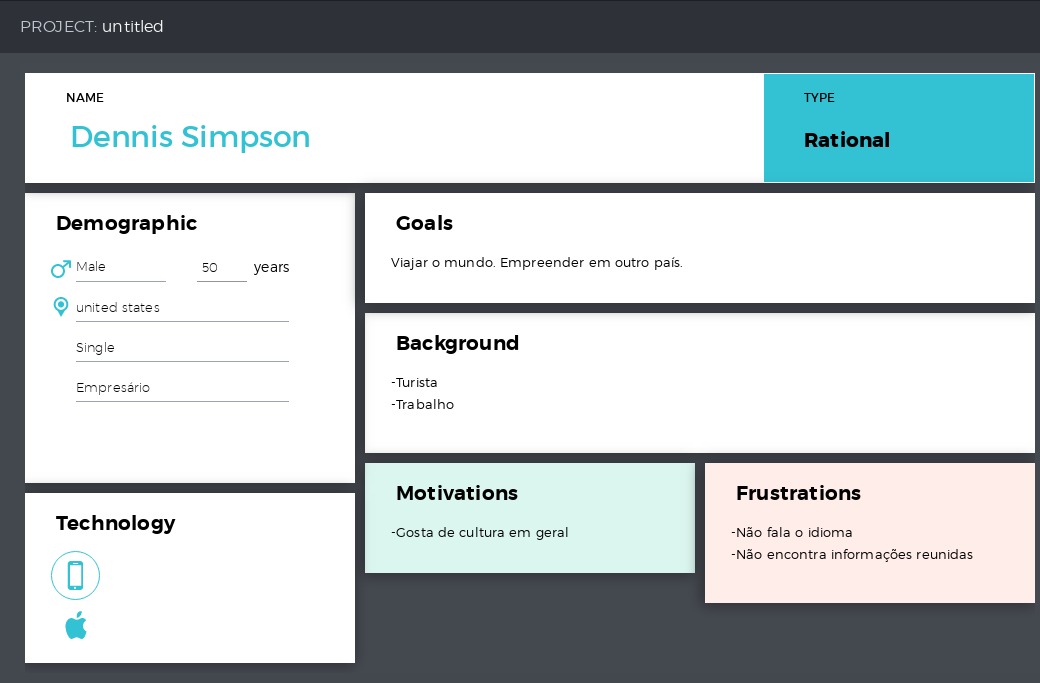 PROJECT: untitled
NAME
Dennis Simpson
TYPE
Rational
Demographic
Male 50 years
united states
Single
Empresário
Technology
Goals
Viajar o mundo. Empreender em outro país.
Background
-Turista
-Trabalho
Motivations
-Gosta de cultura em geral
Frustrations
-Não fala o idioma
-Não encontra informações reunidas